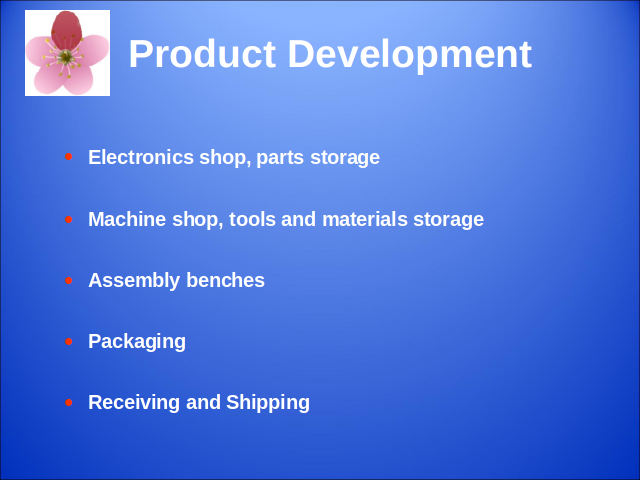 Product Development
Electronics shop, parts storage
Machine shop, tools and materials storage
Assembly benches
Packaging
Receiving and Shipping